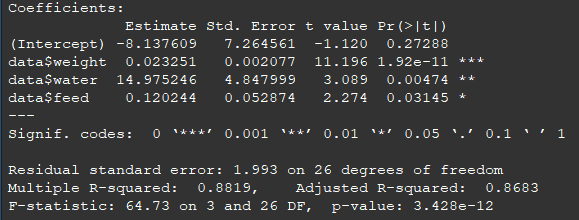 Coefficients:
Estimate Std. Error t value Pr(>|t|)
(Intercept) -8.137609 7.264561 -1.120 0.27288
data$weight 0.023251 0.002077 11.196 1.92e-11 ***
data$water 14.975246 4.847999 3.089 0.00474 **
data$feed 0.120244 0.052874 2.274 0.03145 *
---
Signif. codes: 0 ‘***’ 0.001 ‘**’ 0.01 ‘*’ 0.05 ‘.’ 0.1 ‘ ’ 1
Residual standard error: 1.993 on 26 degrees of freedom
Multiple R-squared: 0.8819, Adjusted R-squared: 0.8683
F-statistic: 64.73 on 3 and 26 DF, p-value: 3.428e-12